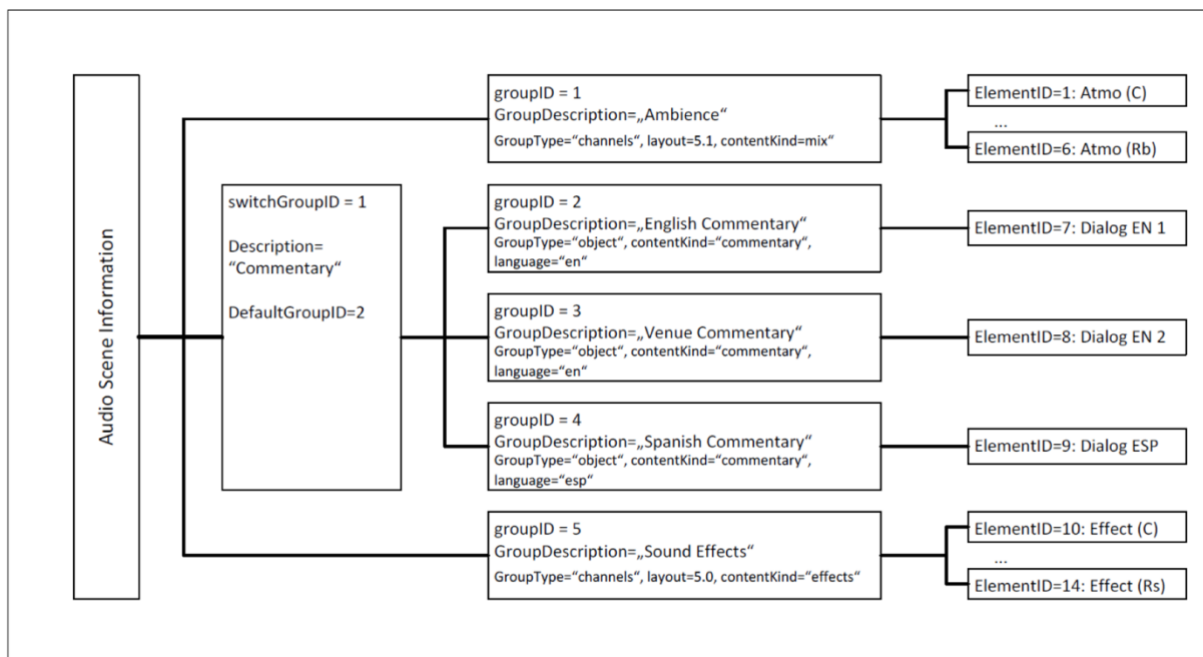 Audio Scene Information
groupID = 1
GroupDescription=„Ambience“
GroupType=“channels“, layout=5.1, contentKind=mix“
ElementID=1: Atmo (C)
...
ElementID=6: Atmo (Rb)
switchGroupID = 1
Description=
“Commentary“
DefaultGroupID=2
groupID = 2
GroupDescription=„English Commentary“
GroupType=“object“, contentKind=“commentary“,
language=“en“
ElementID=7: Dialog EN 1
groupID = 3
GroupDescription=„Venue Commentary“
GroupType=“object“, contentKind=“commentary“,
language=“en“
ElementID=8: Dialog EN 2
groupID = 4
GroupDescription=„Spanish Commentary“
GroupType=“object“, contentKind=“commentary“,
language=“esp“
ElementID=9: Dialog ESP
groupID = 5
GroupDescription=„Sound Effects“
GroupType=“channels“, layout=5.0, contentKind=“effects“
ElementID=10: Effect (C)
...
ElementID=14: Effect (Rs)